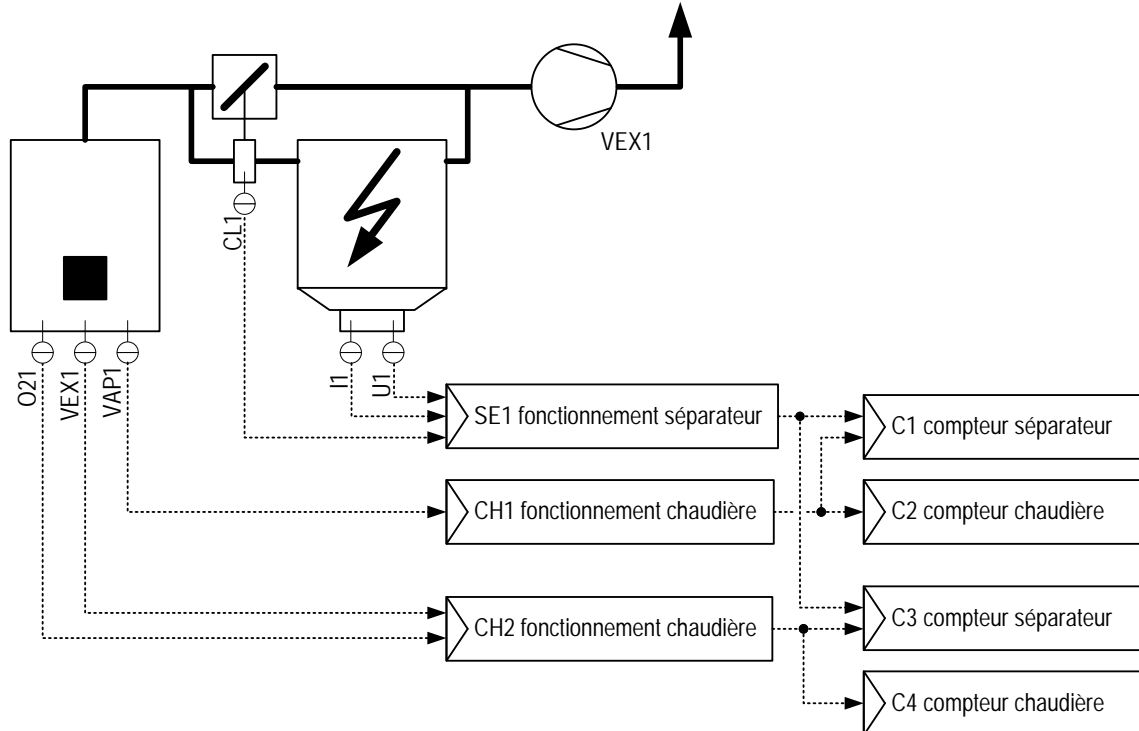 VEX1
CL1
O21
VEX1
VAP1
I1
U1
SE1 fonctionnement séparateur
C1 compteur séparateur
CH1 fonctionnement chaudière
C2 compteur chaudière
CH2 fonctionnement chaudière
C3 compteur séparateur
C4 compteur chaudière